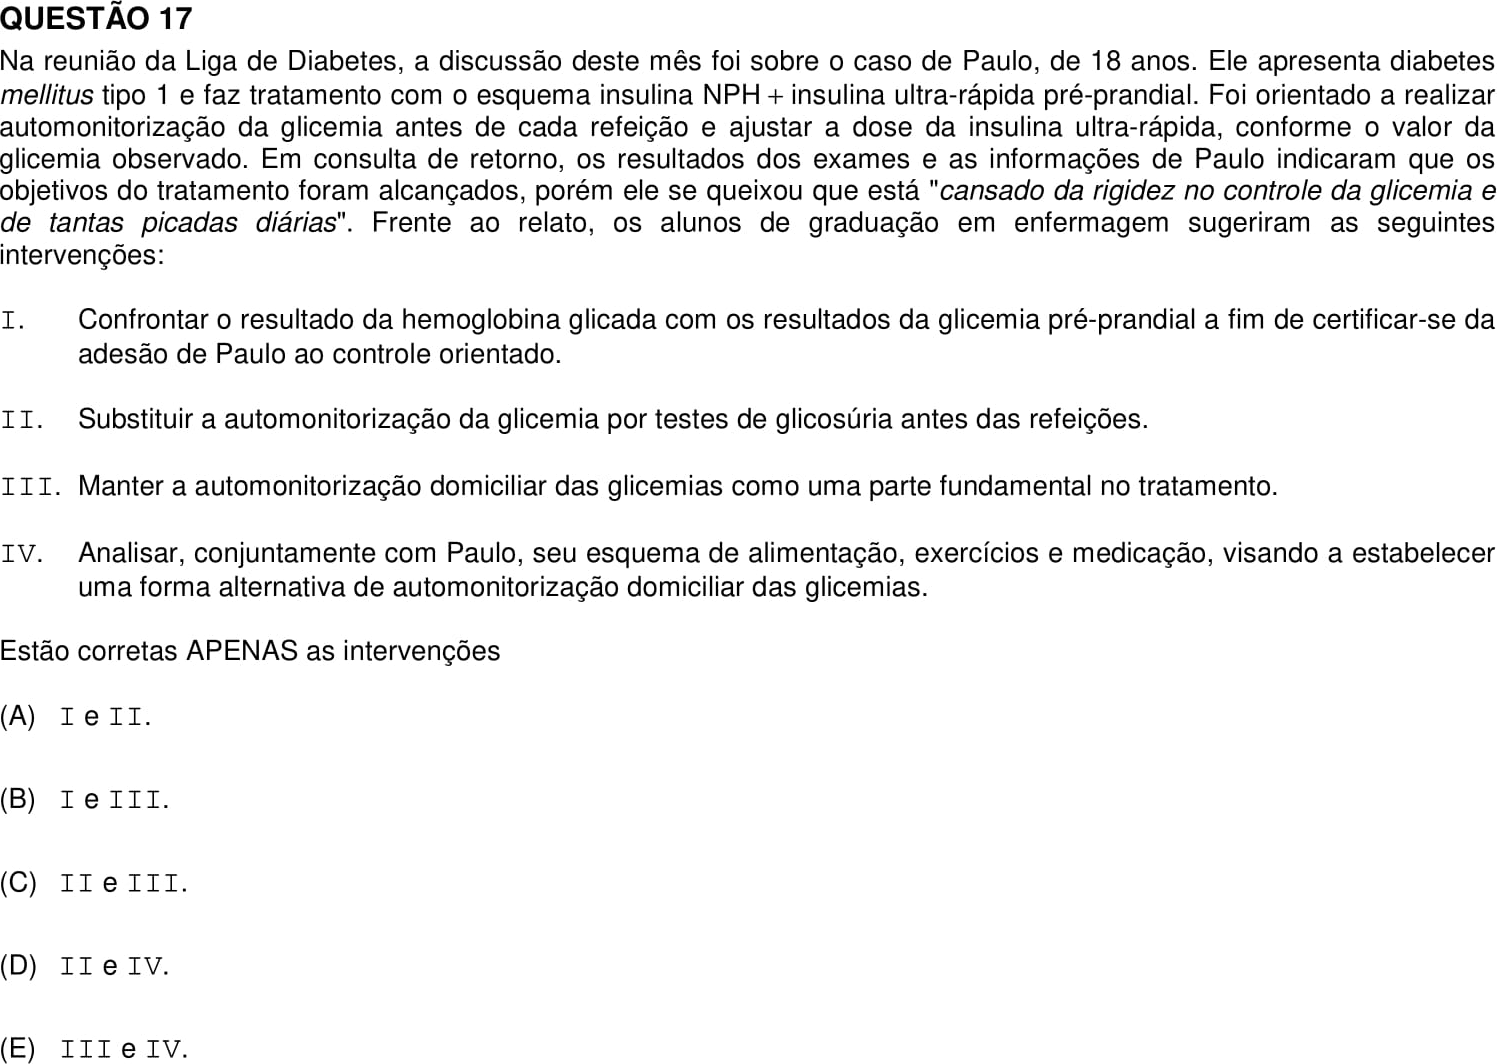 QUESTÃO 17
Na reunião da Liga de Diabetes, a discussão deste mês foi sobre o caso de Paulo, de 18 anos. Ele apresenta diabetes
mellitus tipo 1 e faz tratamento com o esquema insulina NPH + insulina ultra-rápida pré-prandial. Foi orientado a realizar
automonitorização da glicemia antes de cada refeição e ajustar a dose da insulina ultra-rápida, conforme o valor da
glicemia observado. Em consulta de retorno, os resultados dos exames e as informações de Paulo indicaram que os
objetivos do tratamento foram alcançados, porém ele se queixou que está "cansado da rigidez no controle da glicemia e
de tantas picadas diárias". Frente ao relato, os alunos de graduação em enfermagem sugeriram as seguintes
intervenções:
I. Confrontar o resultado da hemoglobina glicada com os resultados da glicemia pré-prandial a fim de certificar-se da
adesão de Paulo ao controle orientado.
II. Substituir a automonitorização da glicemia por testes de glicosúria antes das refeições.
III. Manter a automonitorização domiciliar das glicemias como uma parte fundamental no tratamento.
IV. Analisar, conjuntamente com Paulo, seu esquema de alimentação, exercícios e medicação, visando a estabelecer
uma forma alternativa de automonitorização domiciliar das glicemias.
Estão corretas APENAS as intervenções
(A) I e II.
(B) I e III.
(C) II e III.
(D) II e IV.
(E) III e IV.